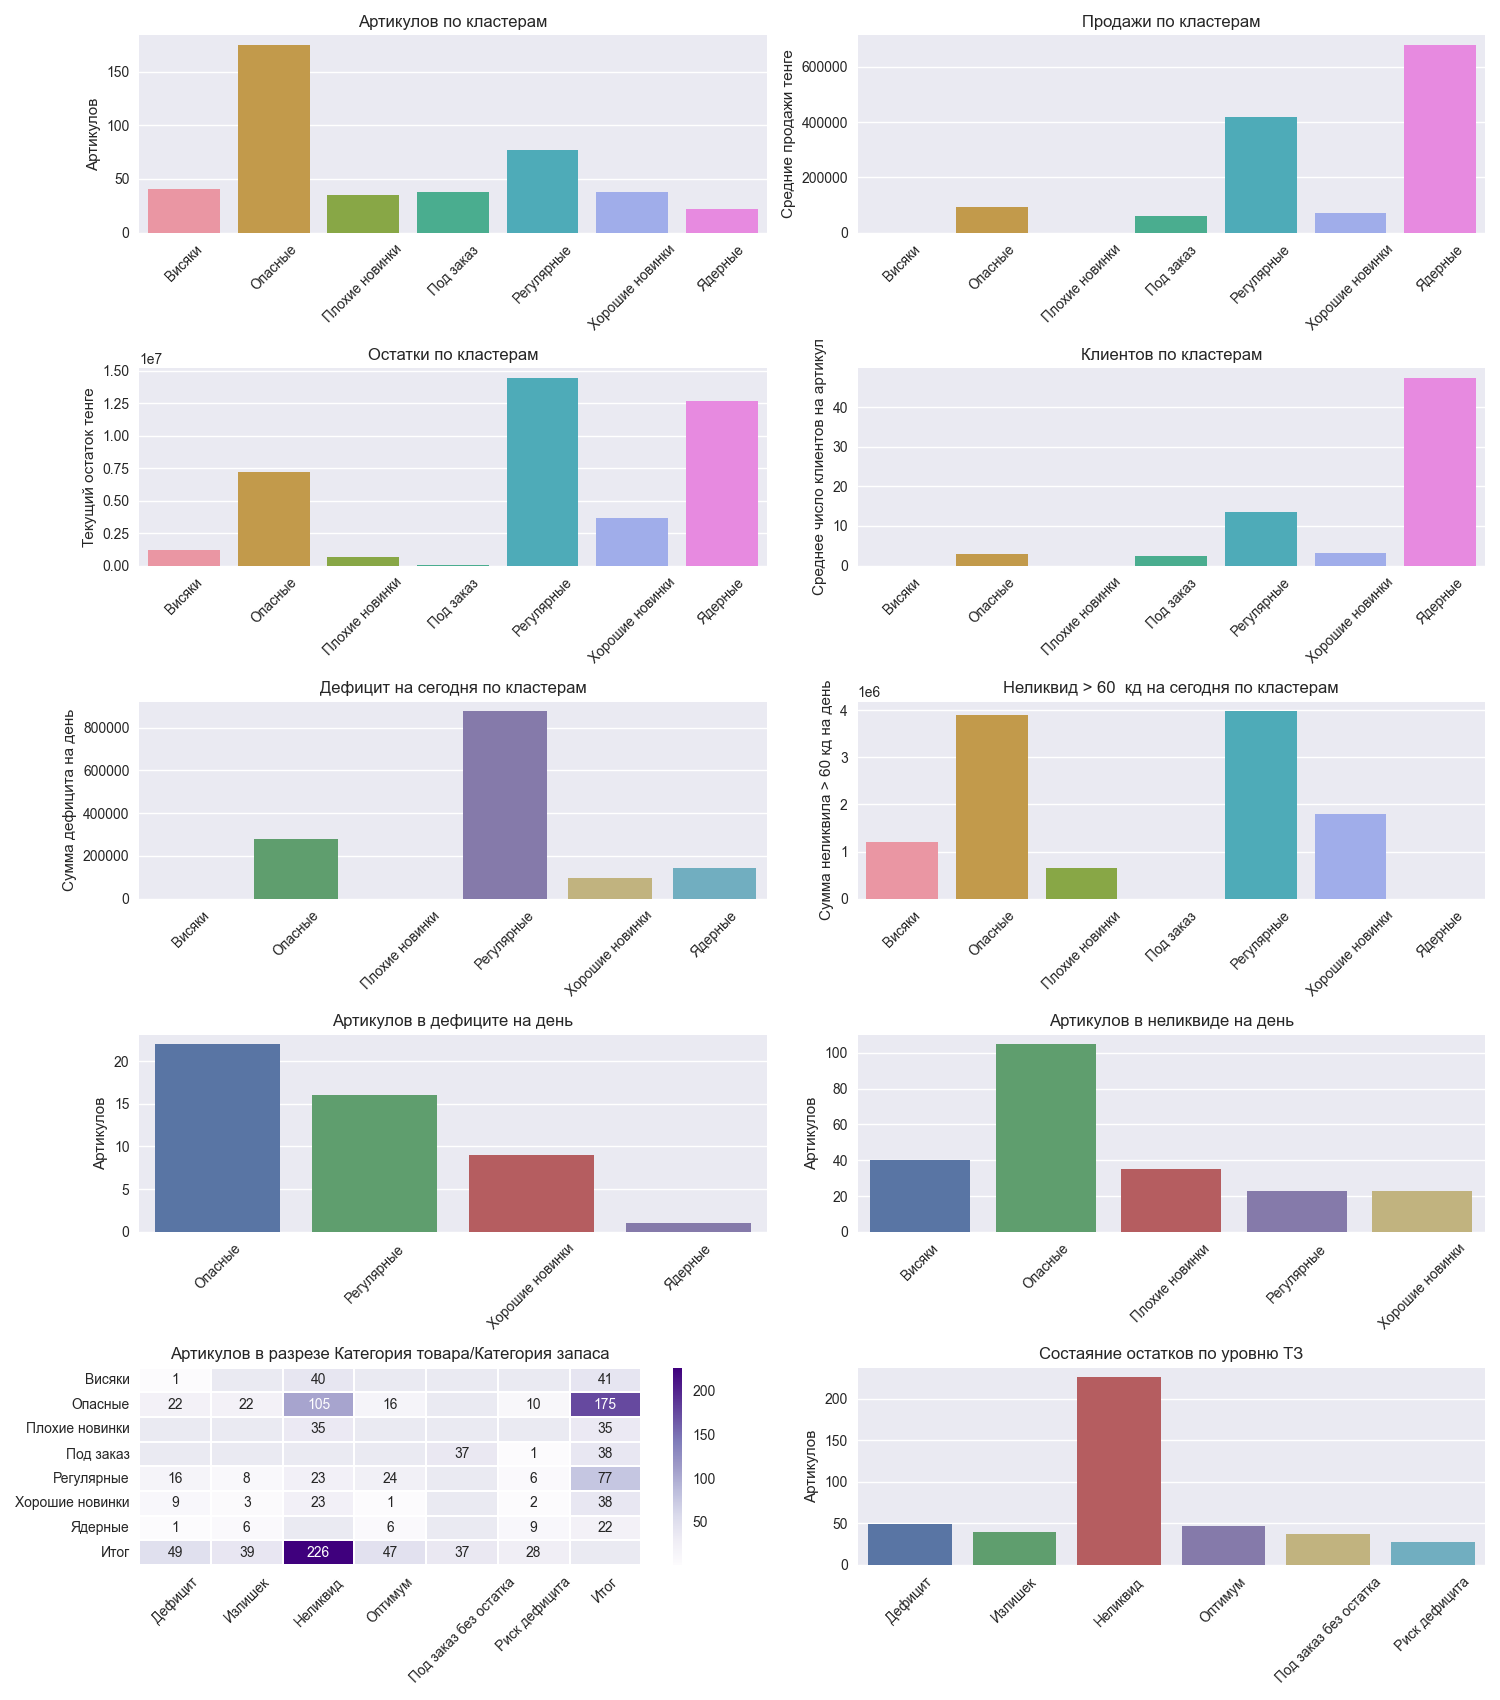 Артикулов по кластерам
Артикулов
150
100
50
0
Висяки
Опасные
Плохие новинки
Под заказ
Регулярные
Хорошие новинки
Ядерные
Продажи по кластерам
Средние продажи тенге
600000
400000
200000
0
Висяки
Опасные
Плохие новинки
Под заказ
Регулярные
Хорошие новинки
Ядерные
Остатки по кластерам
1e7
Текущий остаток тенге
1.50
1.25
1.00
0.75
0.50
0.25
0.00
Висяки
Опасные
Плохие новинки
Под заказ
Регулярные
Хорошие новинки
Ядерные
Клиентов по кластерам
Среднее число клиентов на артикул
40
30
20
10
0
Висяки
Опасные
Плохие новинки
Под заказ
Регулярные
Хорошие новинки
Ядерные
Дефицит на сегодня по кластерам
Сумма дефицита на день
800000
600000
400000
200000
0
Висяки
Опасные
Плохие новинки
Регулярные
Хорошие новинки
Ядерные
Неликвид > 60  кд на сегодня по кластерам
1e6
Сумма неликвила > 60 кд на день
4
3
2
1
0
Висяки
Опасные
Плохие новинки
Под заказ
Регулярные
Хорошие новинки
Ядерные
Артикулов в дефиците на день
Артикулов
20
15
10
5
0
Опасные
Регулярные
Хорошие новинки
Ядерные
Артикулов в неликвиде на день
Артикулов
100
80
60
40
20
0
Висяки
Опасные
Плохие новинки
Регулярные
Хорошие новинки
Артикулов в разрезе Категория товара/Категория запаса
Висяки 1 40 41
Опасные 22 22 105 16 10 175
Плохие новинки 35 35
Под заказ 37 1 38
Регулярные 16 8 23 24 6 77
Хорошие новинки 9 3 23 1 2 38
Ядерные 1 6 6 9 22
Итог 49 39 226 47 37 28
Дефицит
Излишек
Неликвид
Оптимум
Под заказ без остатка
Риск дефицита
Итог
200
150
100
50
Состаяние остатков по уровню ТЗ
Артикулов
200
150
100
50
0
Дефицит
Излишек
Неликвид
Оптимум
Под заказ без остатка
Риск дефицита